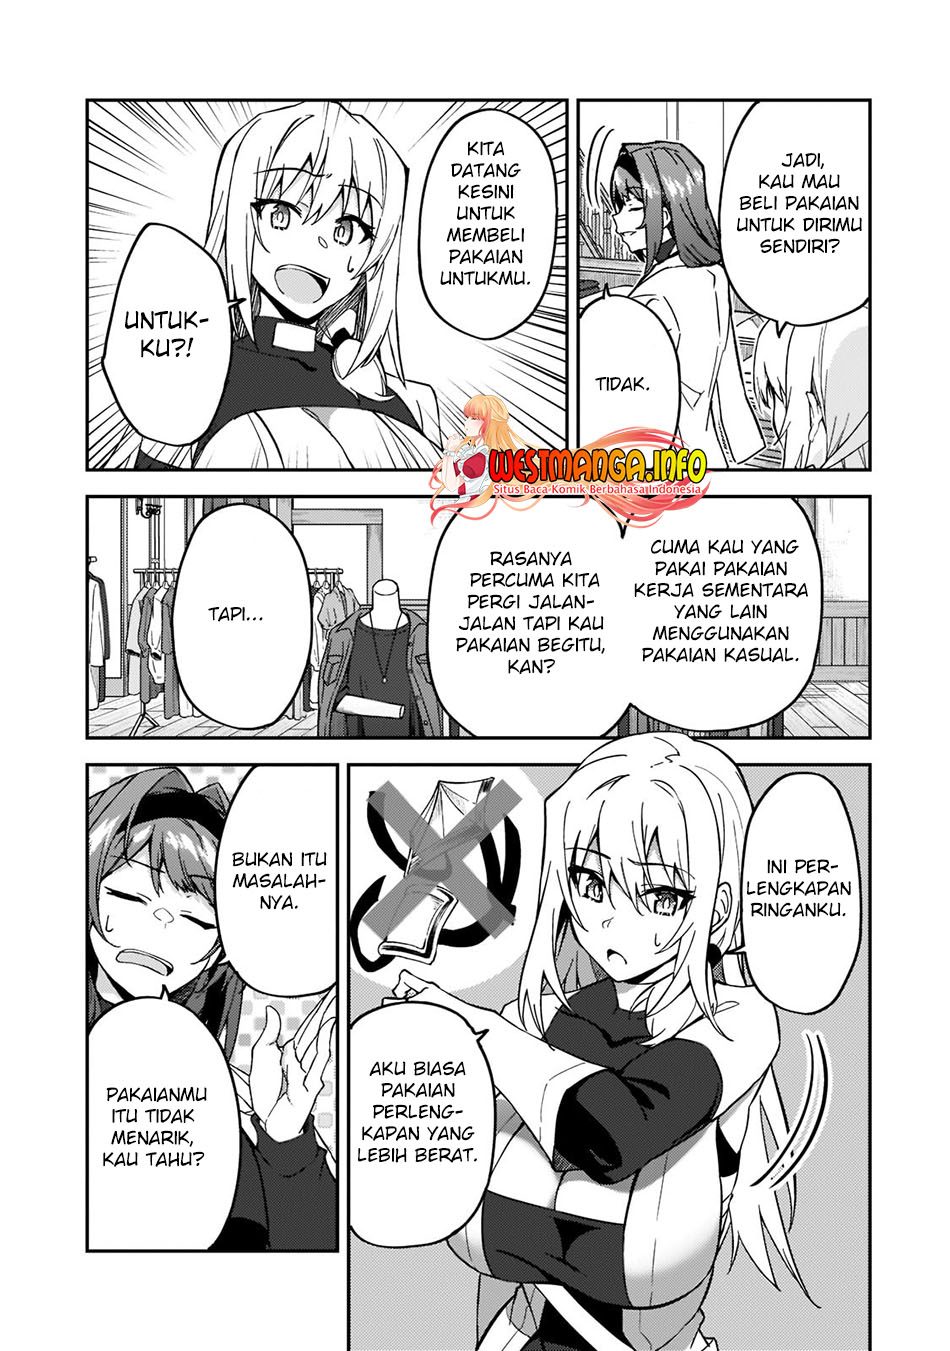 JADI,
KAU MAU
BELI PAKAIAN
UNTUK DIRIMU
SENDIRI?
TIDAK.
KITA
DATANG
KESINI
UNTUK
MEMBELI
PAKAIAN
UNTUKMU.
UNTUK-
KU?!
WESTMANGA.INFO
Situs Baca Komik Berbahasa Indonesia
CUMA KAU YANG
PAKAI PAKAIAN
KERJA SEMENTARA
YANG LAIN
MENGGUNAKAN
PAKAIAN KASUAL.
RASANYA
PERCUMA KITA
PERGI JALAN-
JALAN TAPI KAU
PAKAIAN BEGITU,
KAN?
TAPI...
INI PER-
LENGKAPAN
RINGANKU.
AKU BIASA
PAKAIAN
PERLENG-
KAPAN YANG
LEBIH BERAT.
BUKAN ITU
MASALAH-
NYA.
PAKAIANMU
ITU TIDAK
MENARIK,
KAU TAHU?